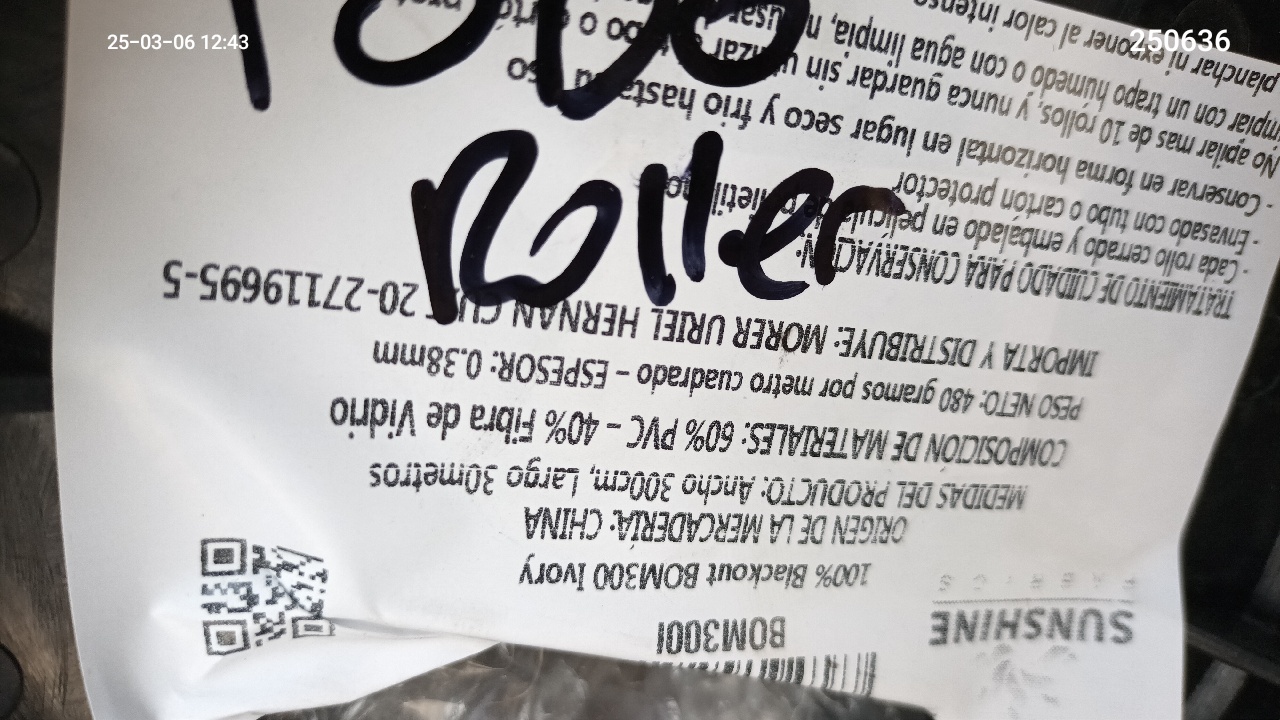 25-03-06 12:43
250636
SUNSHINE
BOM300I
100% Blackout BOM300 Ivory
ORIGEN DE LA MERCADERÍA: CHINA
MEDIDAS DEL PRODUCTO: Ancho 300cm, Largo 30metros
COMPOSICIÓN DE MATERIALES: 60% PVC – 40% Fibra de Vidrio
PESO NETO: 480 gramos por metro cuadrado – ESPESOR: 0.38mm
IMPORTA Y DISTRIBUYE: MORER URIEL HERNAN 20-27119695-5
TRATAMIENTO DE CUIDADO PARA CONSERVACIÓN:
- Cada rollo cerrado y embalado en película de
- Envasado con tubo o cartón protector
- Conservar en forma horizontal en lugar seco y frio hasta su uso
No apilar mas de 10 rollos, y nunca guardar sin
limpiar con un trapo humedo o con agua limpia, no usar
planchar ni exponer al calor intenso
Roller